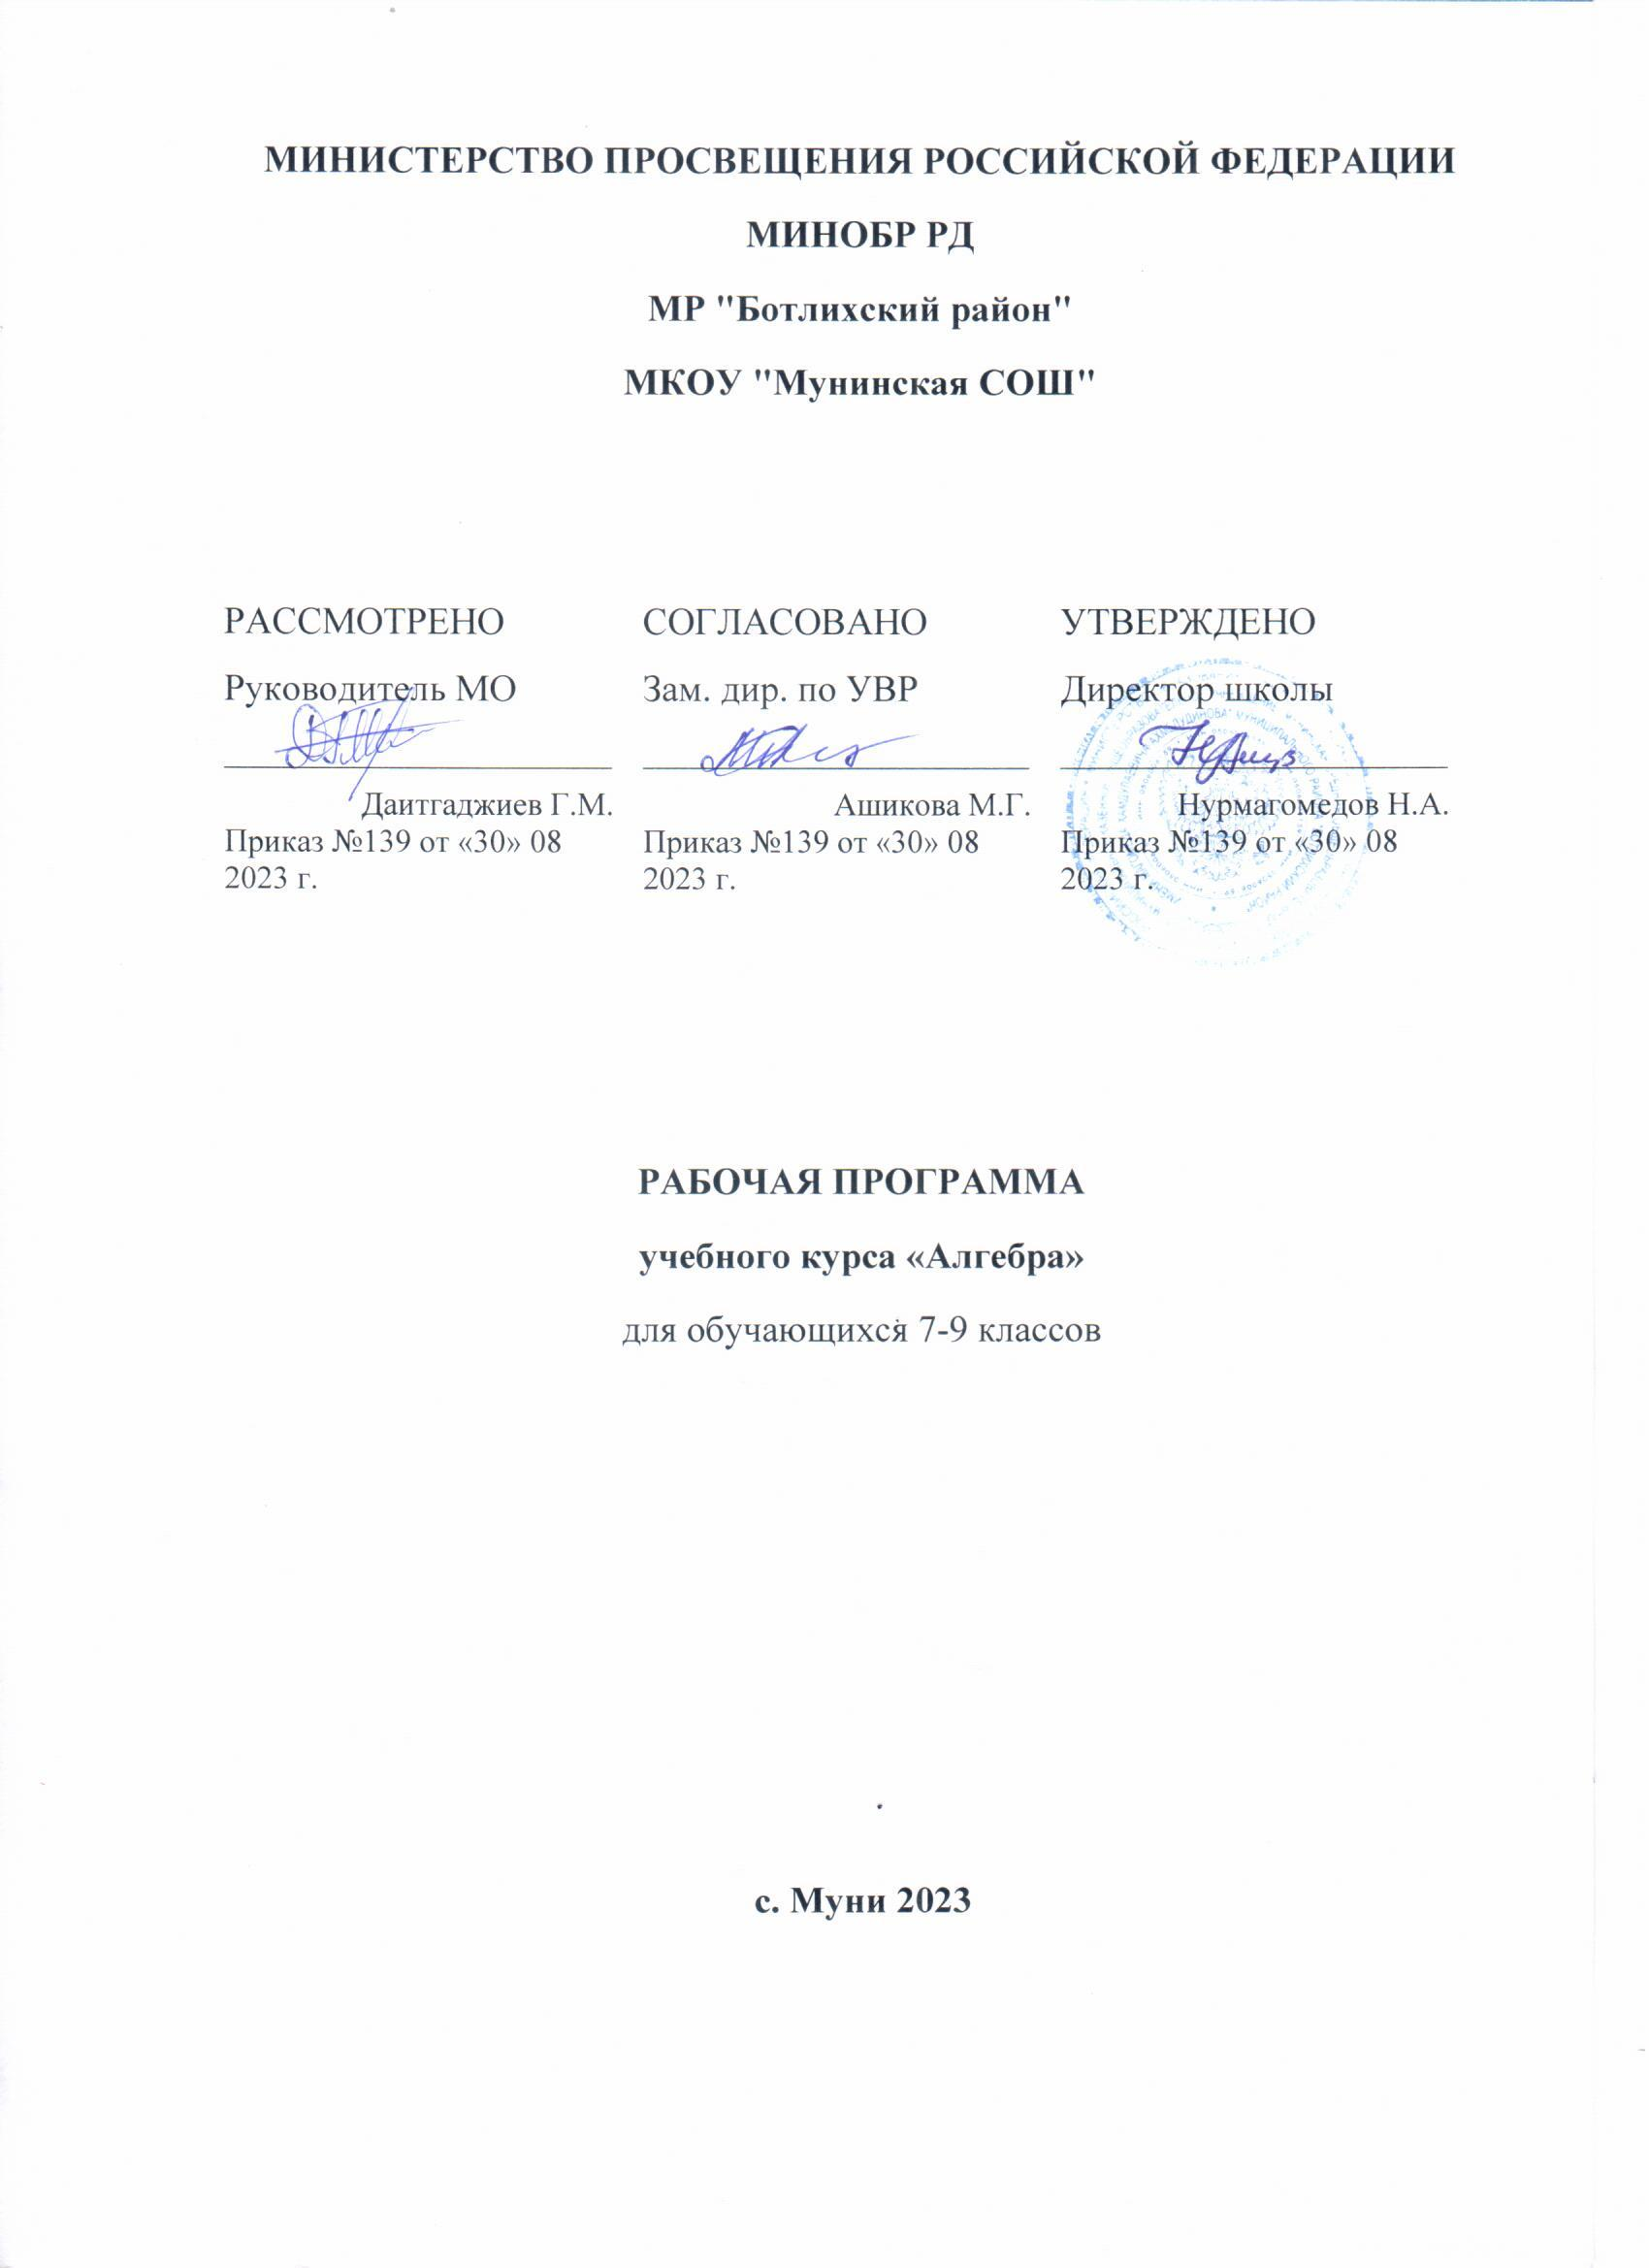 МИНИСТЕРСТВО ПРОСВЕЩЕНИЯ РОССИЙСКОЙ ФЕДЕРАЦИИ
МИНОБР РД
МР "Ботлихский район"
МКОУ "Мунинская СОШ"
РАССМОТРЕНО
Руководитель МО
Даитгаджиев Г.М.
Приказ №139 от «30» 08
2023 г.
СОГЛАСОВАНО
Зам. дир. по УВР
Ашикова М.Г.
Приказ №139 от «30» 08
2023 г.
УТВЕРЖДЕНО
Директор школы
Нурмагомедов Н.А.
Приказ №139 от «30» 08
2023 г.
РАБОЧАЯ ПРОГРАММА
учебного курса «Алгебра»
для обучающихся 7-9 классов
с. Муни 2023